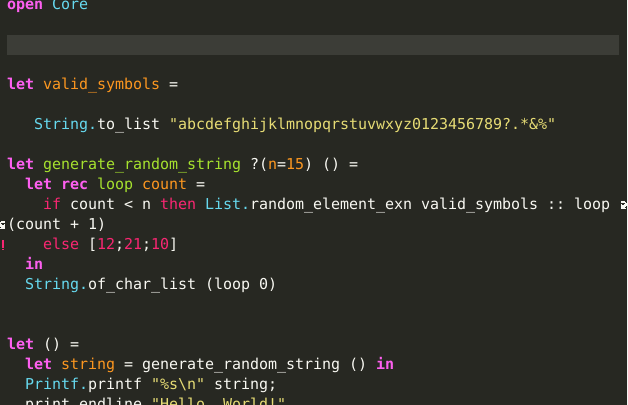 open Core
let valid_symbols =
String.to_list "abcdefghijklmnopqrstuvwxyz0123456789?.*&%"
let generate_random_string ?(n=15) () =
let rec loop count =
if count < n then List.random_element_exn valid_symbols :: loop
(count + 1)
! else [12;21;10]
in
String.of_char_list (loop 0)
let () =
let string = generate_random_string () in
Printf.printf "%s\n" string;
print_endline "Hello, World!"